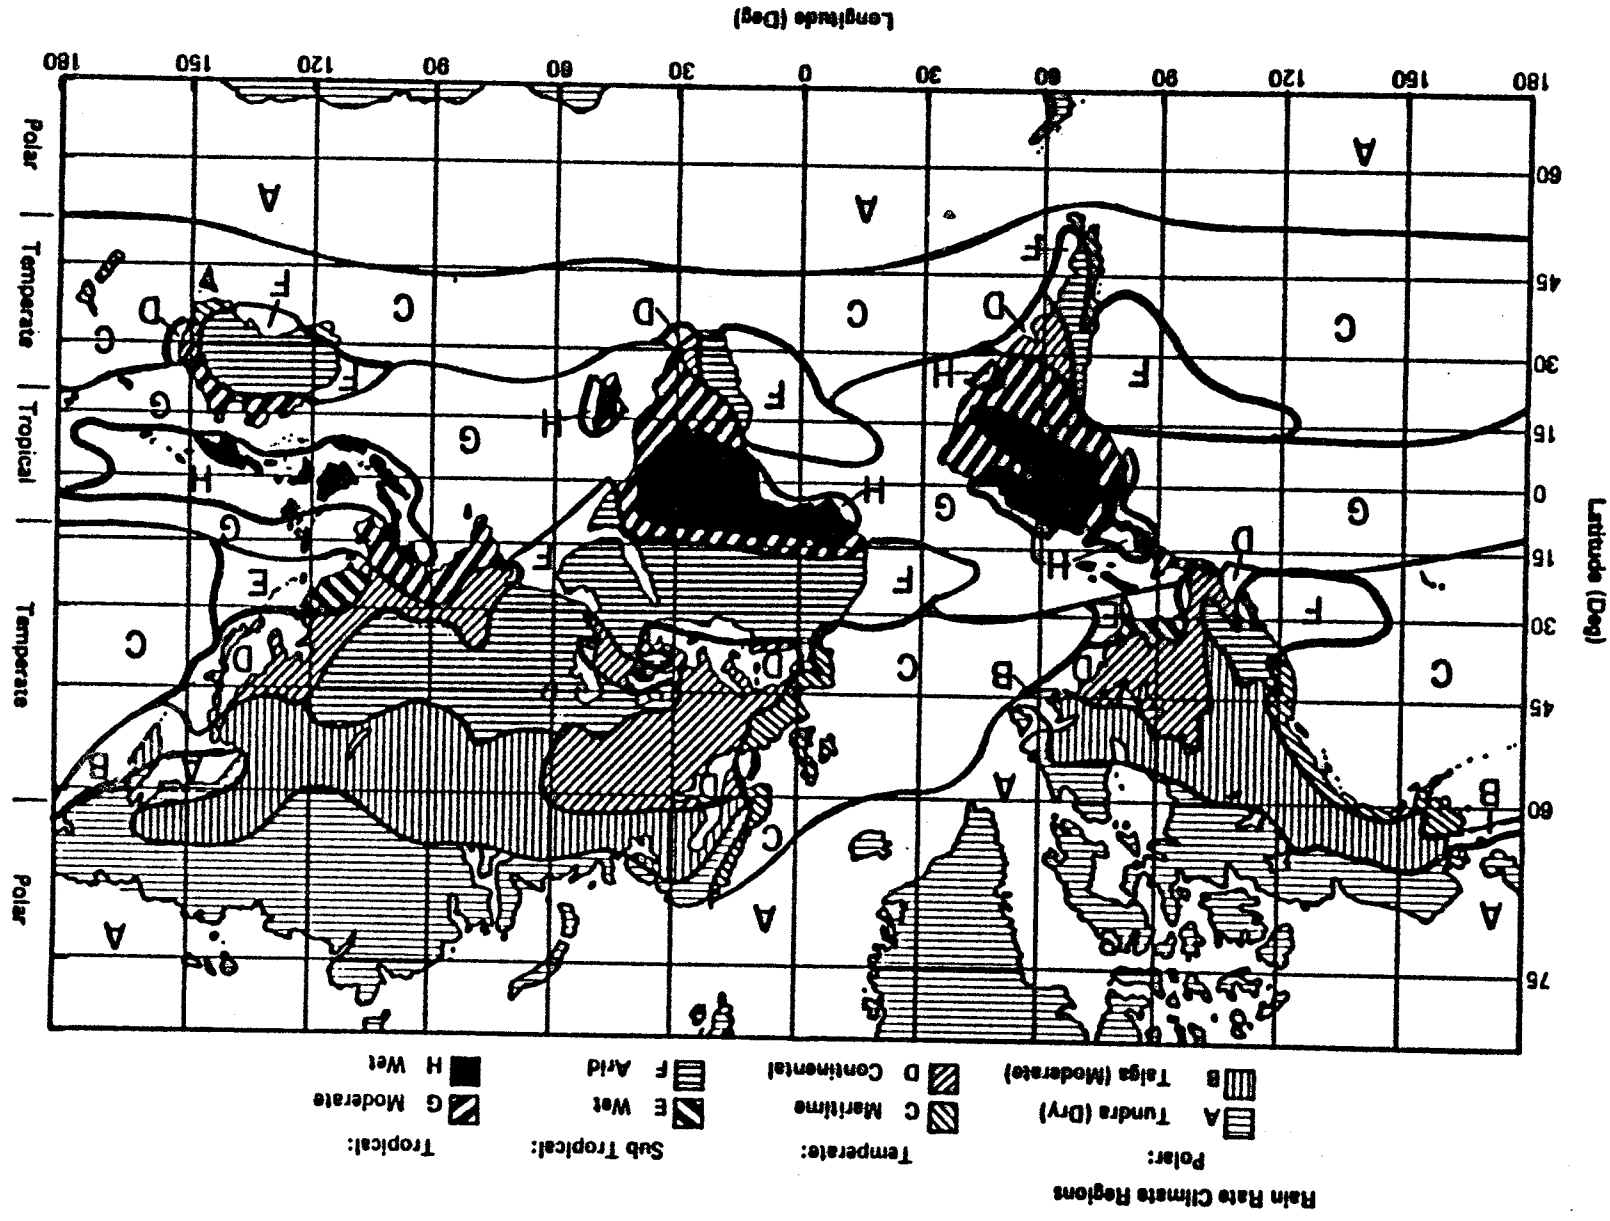 Rain Rate Climate Regions
Polar: Temperate: Sub Tropical: Tropical:
A Tundra (Dry) C Maritime E Wet G Moderate
B Taiga (Moderate) D Continental F Arid H Wet
Latitude (Deg)
75
A A A
60
B A C D A B
45
C D B C D D C
30
F E F F E
15
D H
G G H G H
0
15
G H G
F H F F
30
C D C D C F D C
45
F
60
A A A
Polar
Temperate
Tropical
Temperate
Polar
180 150 120 90 60 30 0 30 60 90 120 150 180
Longitude (Deg)